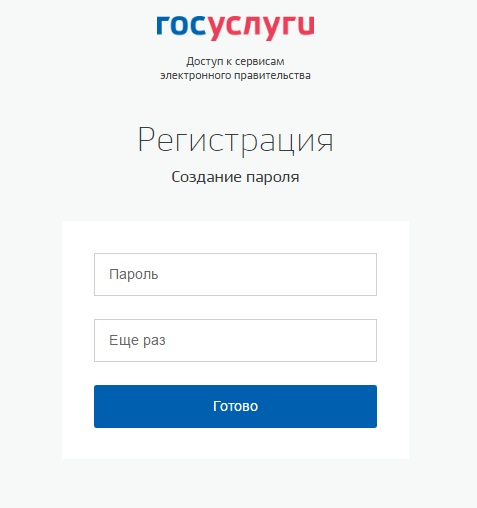 госуслуги
Доступ к сервисам
электронного правительства
Регистрация
Создание пароля
Пароль
Еще раз
Готово